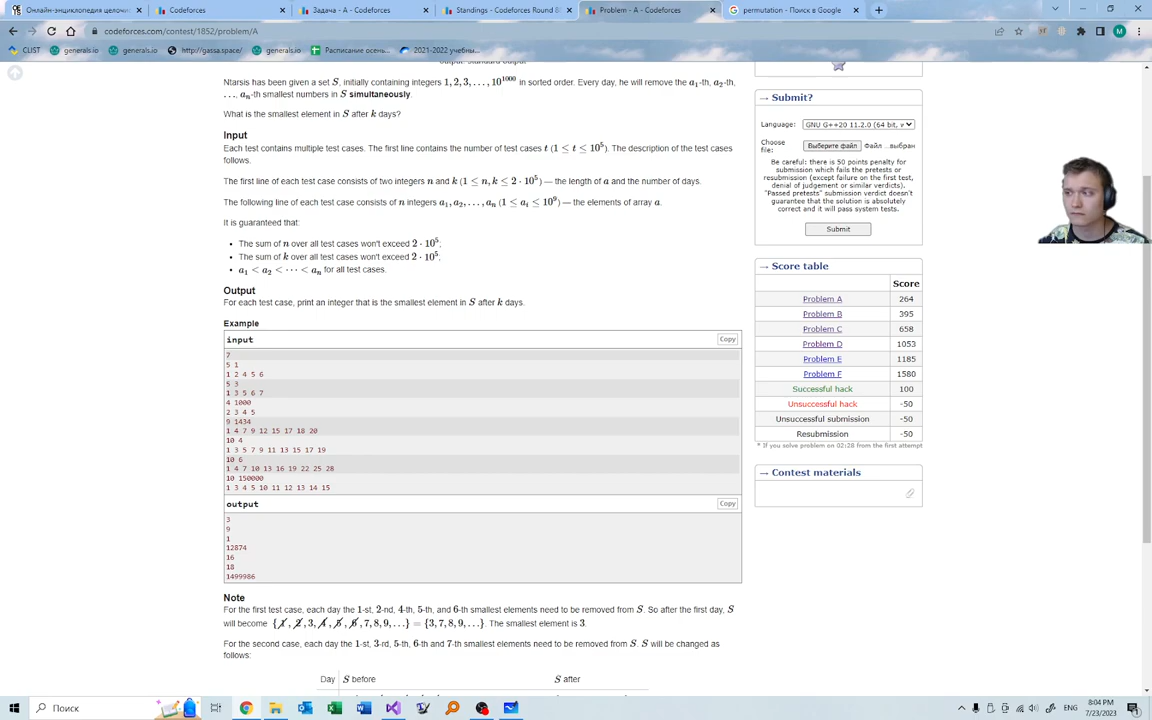 Онлайн-энциклопедия целочи
Codeforces
Задача - A - Codeforces
Standings - Codeforces Round 88
Problem - A - Codeforces
permutation - Поиск в Google
codeforces.com/contest/1852/problem/A
CLIST
generals.io
generals.io
http://gassa.space/
generals.io
Расписание осень...
2021-2022 учебны...
Output: standard output
Ntarsis has been given a set S, initially containing integers 1, 2, 3, . . . , 10^1000 in sorted order. Every day, he will remove the a1-th, a2-th,
. . ., an-th smallest numbers in S simultaneously.
What is the smallest element in S after k days?
Input
Each test contains multiple test cases. The first line contains the number of test cases t (1 ≤ t ≤ 10^5). The description of the test cases
follows.
The first line of each test case consists of two integers n and k (1 ≤ n, k ≤ 2 · 10^5) — the length of a and the number of days.
The following line of each test case consists of n integers a1, a2, . . . , an (1 ≤ ai ≤ 10^9) — the elements of array a.
It is guaranteed that:
• The sum of n over all test cases won't exceed 2 · 10^5;
• The sum of k over all test cases won't exceed 2 · 10^5;
• a1 < a2 < · · · < an for all test cases.
Output
For each test case, print an integer that is the smallest element in S after k days.
Example
input
Copy
7
5 1
1 2 4 5 6
5 3
1 3 5 6 7
4 1000
2 3 4 5
9 1434
1 4 7 9 12 15 17 18 20
10 4
1 3 5 7 9 11 13 15 17 19
10 6
1 4 7 10 13 16 19 22 25 28
10 150000
1 3 4 5 10 11 12 13 14 15
output
Copy
3
9
1
12874
16
18
1499986
Note
For the first test case, each day the 1-st, 2-nd, 4-th, 5-th, and 6-th smallest elements need to be removed from S. So after the first day, S
will become {1, 2, 3, 4, 5, 6, 7, 8, 9, . . .} = {3, 7, 8, 9, . . .}. The smallest element is 3.
For the second case, each day the 1-st, 3-rd, 5-th, 6-th and 7-th smallest elements need to be removed from S. S will be changed as
follows:
Day S before S after
→ Submit?
Language:
GNU G++20 11.2.0 (64 bit, v
Choose
file:
Выберите файл
Файл ...выбран
Be careful: there is 50 points penalty for
submission which fails the pretests or
resubmission (except failure on the first test,
denial of judgement or similar verdicts).
"Passed pretests" submission verdict doesn't
guarantee that the solution is absolutely
correct and it will pass system tests.
Submit
→ Score table
Score
Problem A 264
Problem B 395
Problem C 658
Problem D 1053
Problem E 1185
Problem F 1580
Successful hack 100
Unsuccessful hack -50
Unsuccessful submission -50
Resubmission -50
* If you solve problem on 02:28 from the first attempt
→ Contest materials
Поиск
ENG
8:04 PM
7/23/2023